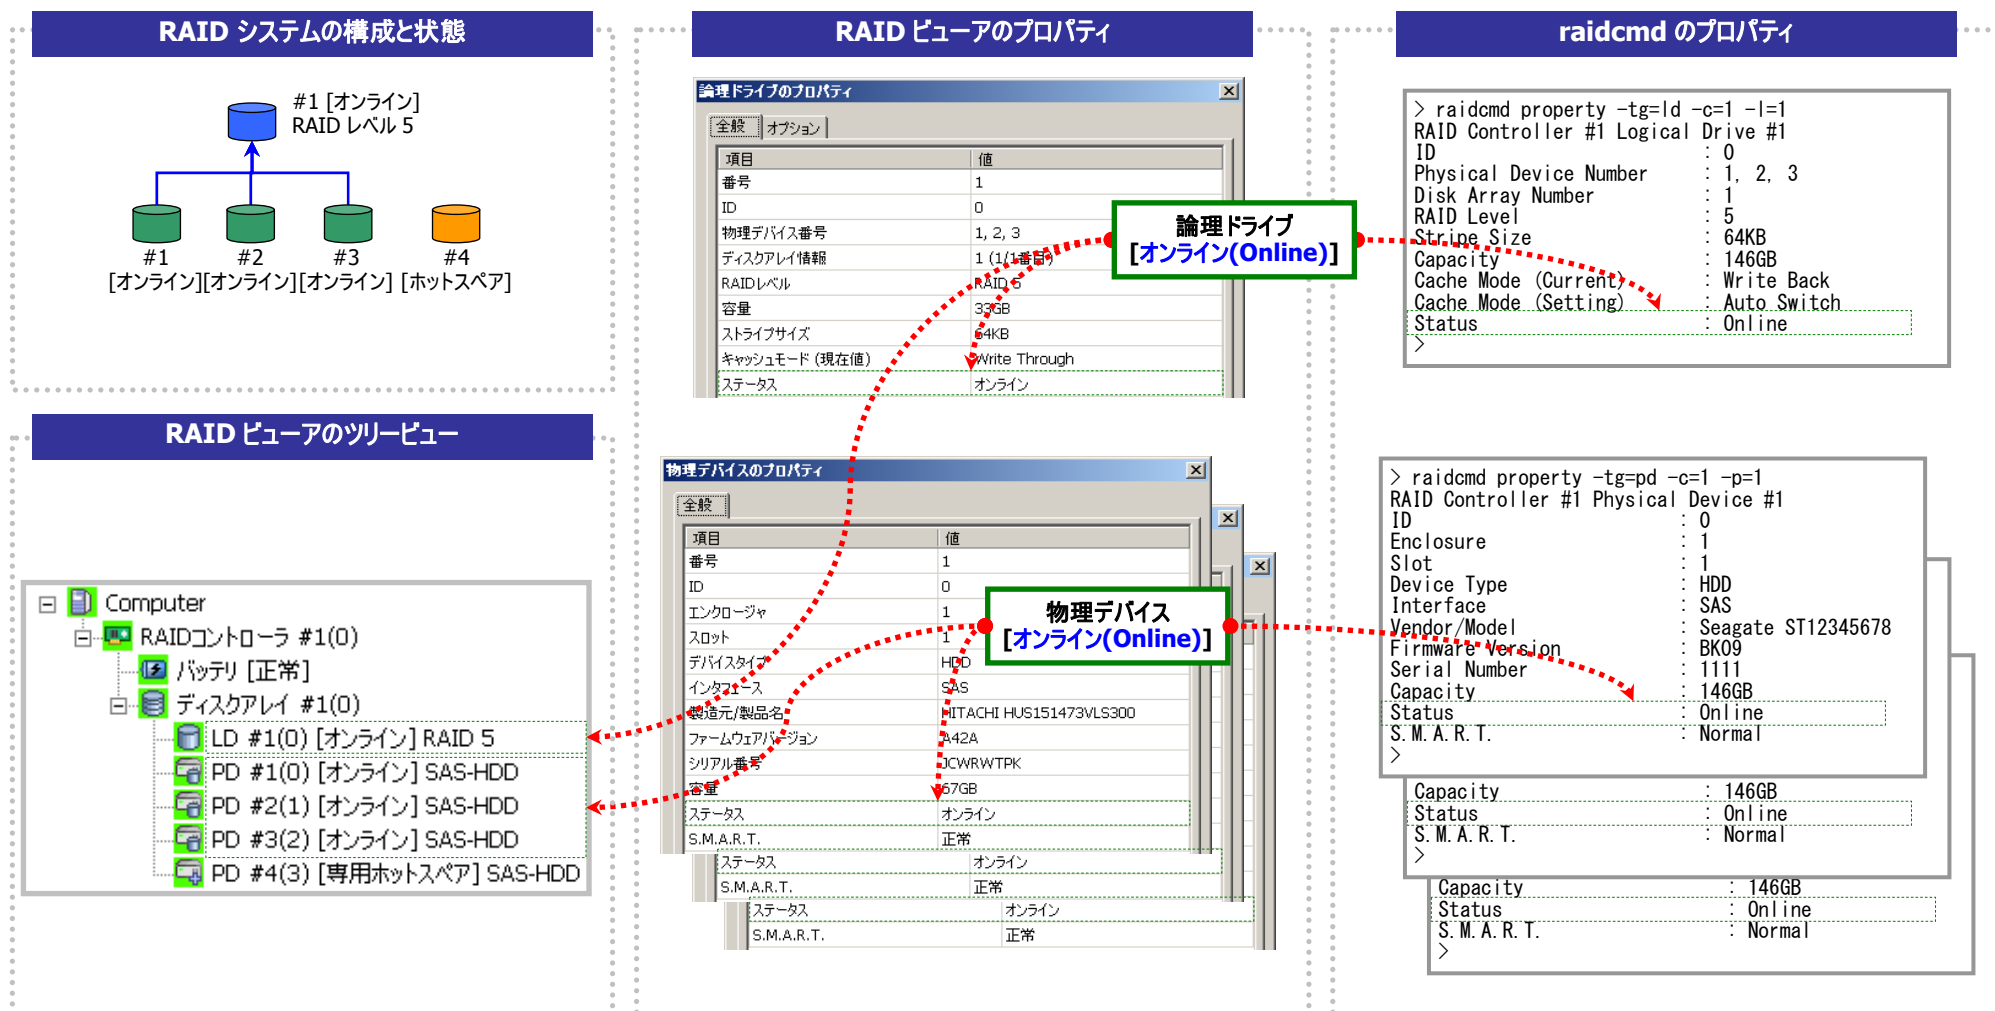 RAID システムの構成と状態
#1 [オンライン]
RAID レベル 5
#1 #2 #3 #4
[オンライン][オンライン][オンライン] [ホットスペア]
RAID ビューアのツリービュー
Computer
RAIDコントローラ #1(0)
バッテリ [正常]
ディスクアレイ #1(0)
LD #1(0) [オンライン] RAID 5
PD #1(0) [オンライン] SAS-HDD
PD #2(1) [オンライン] SAS-HDD
PD #3(2) [オンライン] SAS-HDD
PD #4(3) [専用ホットスペア] SAS-HDD
RAID ビューアのプロパティ
論理ドライブのプロパティ
全般 オプション
項目 値
番号 1
ID 0
物理デバイス番号 1, 2, 3
ディスクアレイ情報 1 (1/1番目)
RAIDレベル RAID 5
容量 33GB
ストライプサイズ 64KB
キャッシュモード (現在値) Write Through
ステータス オンライン
論理ドライブ
[オンライン(Online)]
物理デバイスのプロパティ
全般
項目 値
番号 1
ID 0
エンクロージャ 1
スロット 1
デバイスタイプ HDD
インタフェース SAS
製造元/製品名 HITACHI HUS151473VLS300
ファームウェアバージョン A42A
シリアル番号 JCWRWTPK
容量 67GB
ステータス オンライン
S.M.A.R.T. 正常
ステータス オンライン
S.M.A.R.T. 正常
ステータス オンライン
S.M.A.R.T. 正常
物理デバイス
[オンライン(Online)]
raidcmd のプロパティ
> raidcmd property -tg=ld -c=1 -l=1
RAID Controller #1 Logical Drive #1
ID : 0
Physical Device Number : 1, 2, 3
Disk Array Number : 1
RAID Level : 5
Stripe Size : 64KB
Capacity : 146GB
Cache Mode (Current) : Write Back
Cache Mode (Setting) : Auto Switch
Status : Online
>
> raidcmd property -tg=pd -c=1 -p=1
RAID Controller #1 Physical Device #1
ID : 0
Enclosure : 1
Slot : 1
Device Type : HDD
Interface : SAS
Vendor/Model : Seagate ST12345678
Firmware Version : BK09
Serial Number : 1111
Capacity : 146GB
Status : Online
S.M.A.R.T. : Normal
>
Capacity : 146GB
Status : Online
S.M.A.R.T. : Normal
>
Capacity : 146GB
Status : Online
S.M.A.R.T. : Normal
>